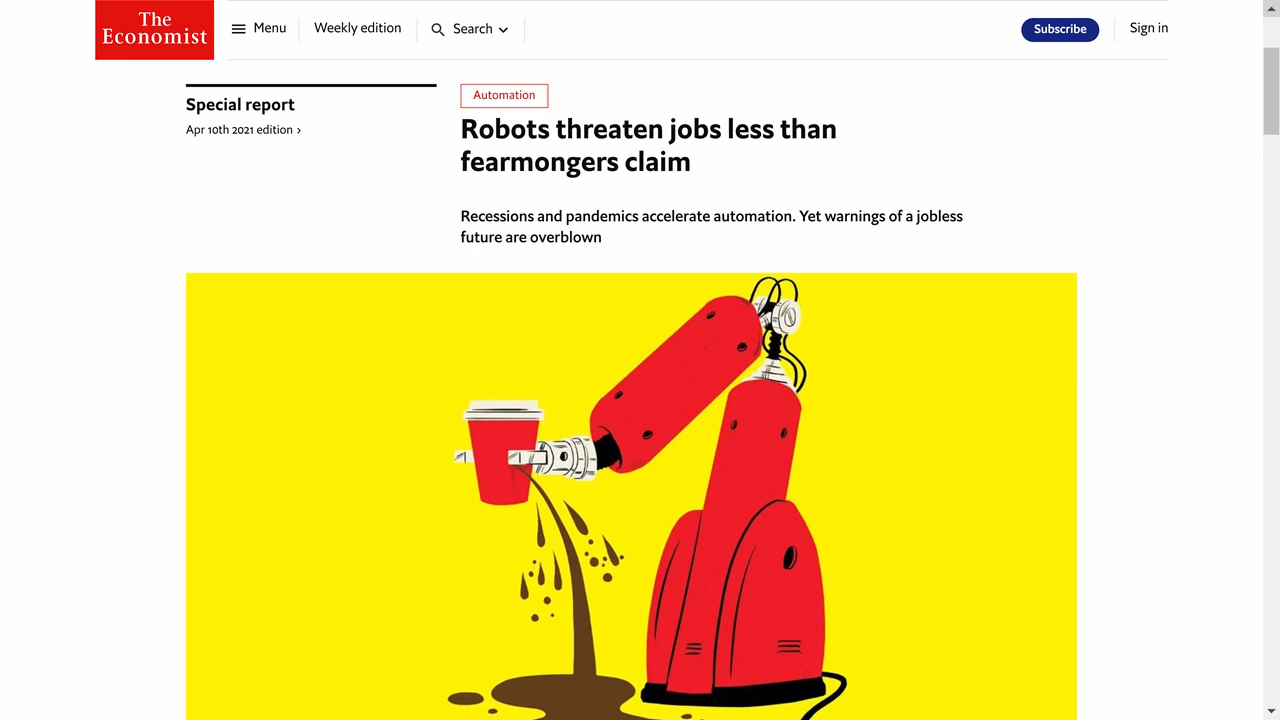 The
Economist
Menu
Weekly edition
Search
Subscribe
Sign in
Special report
Apr 10th 2021 edition ›
Automation
Robots threaten jobs less than
fearmongers claim
Recessions and pandemics accelerate automation. Yet warnings of a jobless
future are overblown